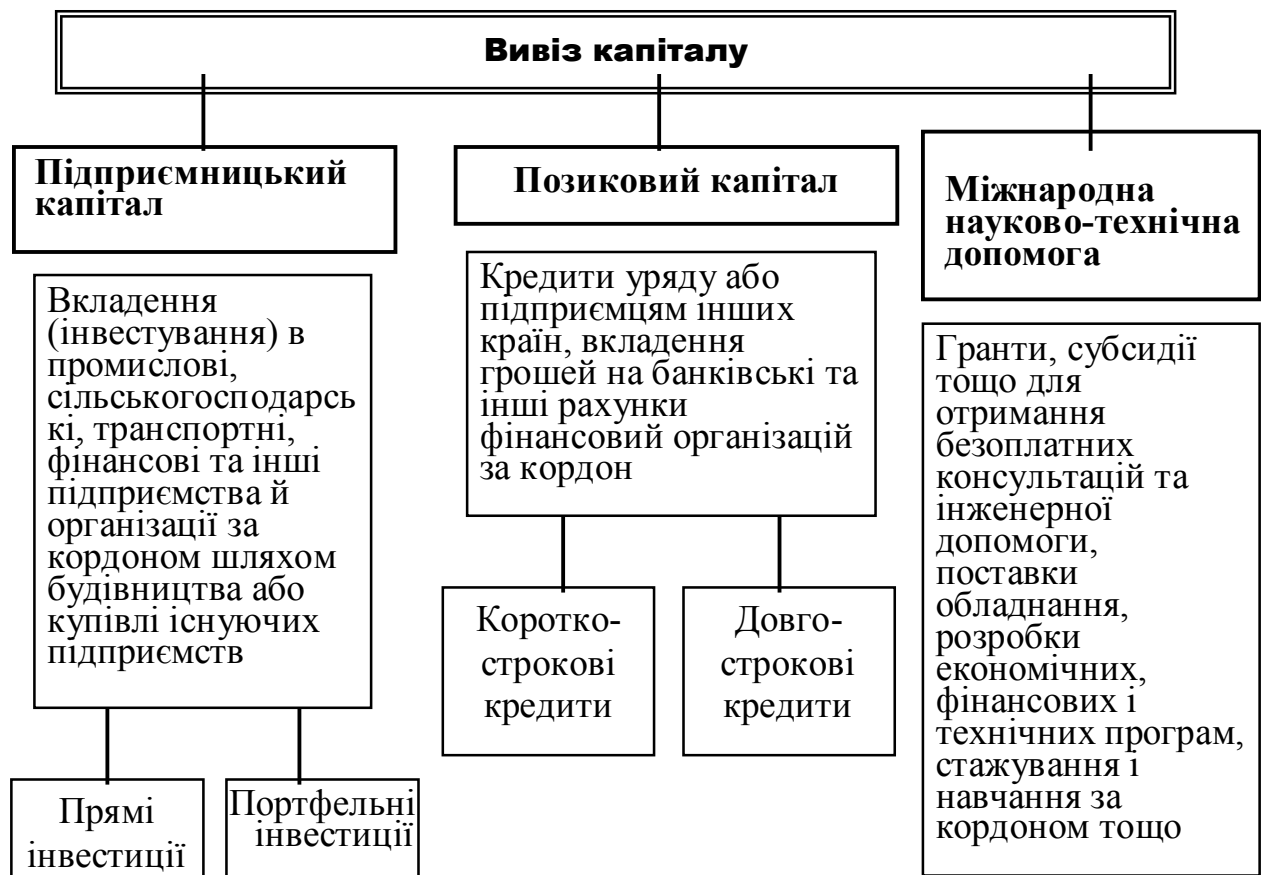 Вивіз капіталу
Підприємницький
капітал
Вкладення
(інвестування) в
промислові,
сільськогосподарсь
кі, транспортні,
фінансові та інші
підприємства й
організації за
кордоном шляхом
будівництва або
купівлі існуючих
підприємств
Прямі
інвестиції
Портфельні
інвестиції
Позиковий капітал
Кредити уряду або
підприємцям інших
країн, вкладення
грошей на банківські та
інші рахунки
фінансовий організацій
за кордон
Коротко-
строкові
кредити
Довго-
строкові
кредити
Міжнародна
науково-технічна
допомога
Гранти, субсидії
тощо для
отримання
безоплатних
консультацій та
інженерної
допомоги,
поставки
обладнання,
розробки
економічних,
фінансових і
технічних програм,
стажування і
навчання за
кордоном тощо